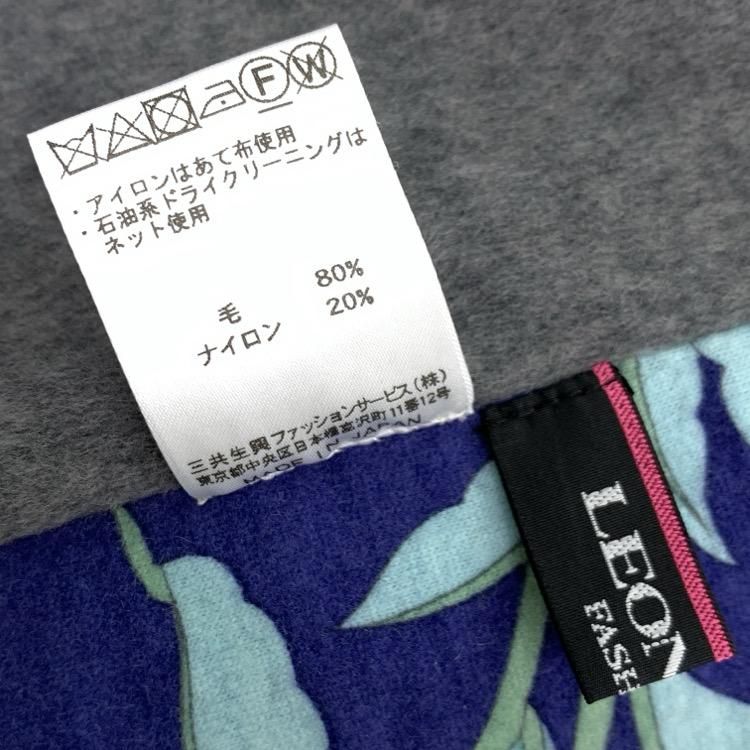 F W
・アイロンはあて布使用
・石油系ドライクリーニングは
ネット使用
毛 80%
ナイロン 20%
三共生興ファッションサービス(株)
東京都中央区日本橋富沢町11番12号
MADE IN JAPAN
LEON
FASH